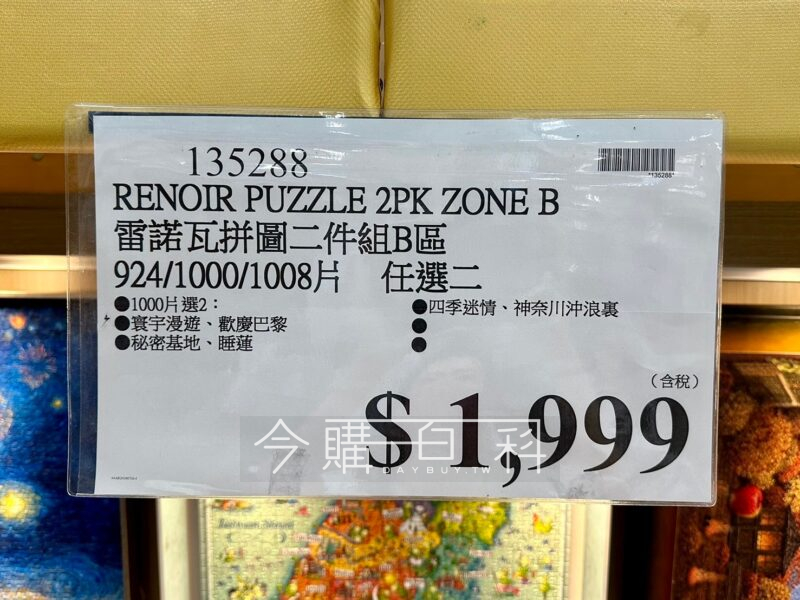 135288
*135288*
RENOIR PUZZLE 2PK ZONE B
雷諾瓦拼圖二件組B區
924/1000/1008片 任選二
●1000片選2：
●寰宇漫遊、歡慶巴黎
●秘密基地、睡蓮
●四季迷情、神奈川沖浪裏
●
●
（含稅）
$1,999
今購百科
DAYBUY.TW